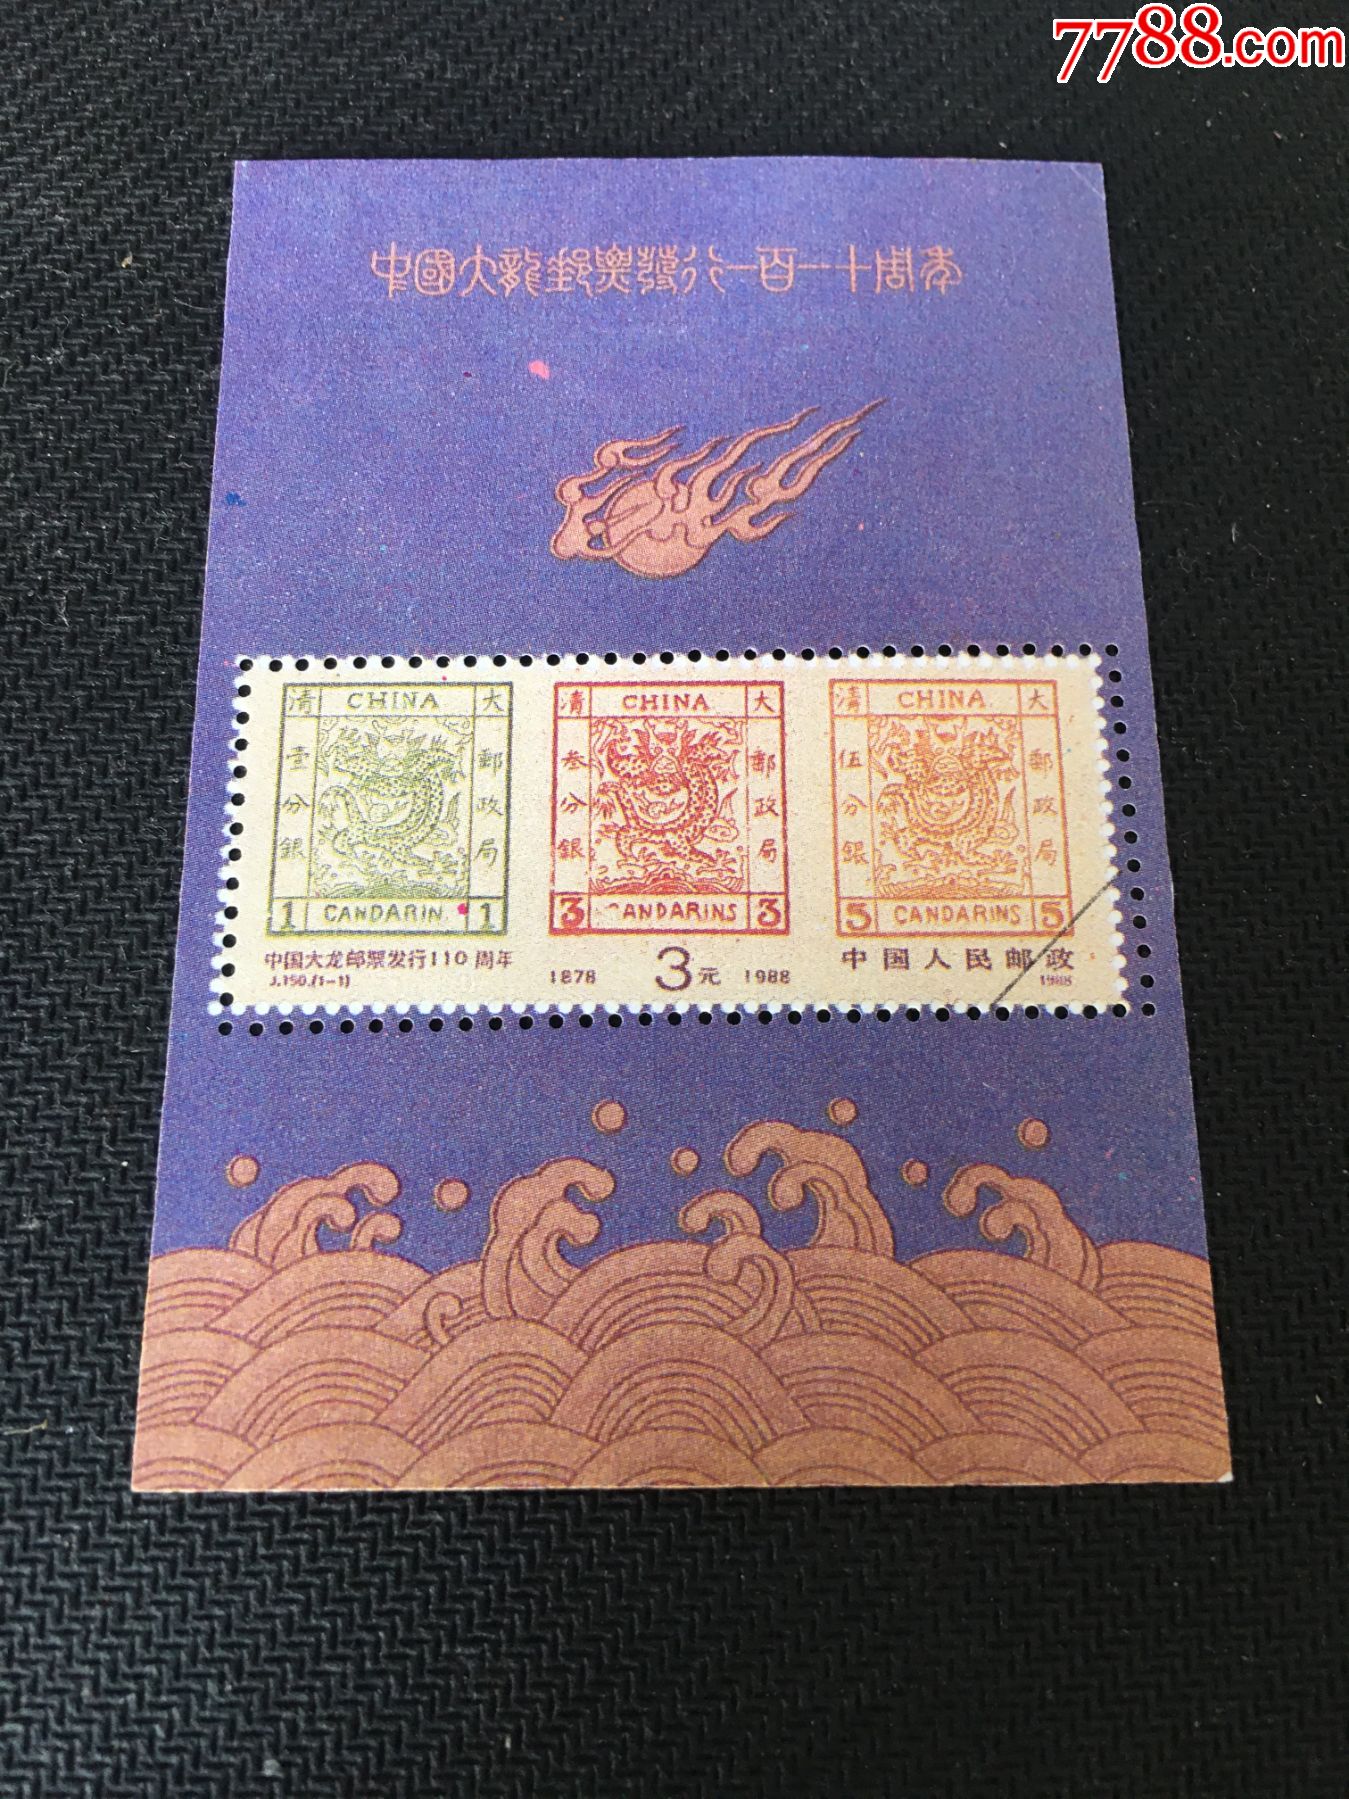 7788.com
中國大龍郵票發行一百一十周年
清 CHINA 大
壹分銀
郵政局
1 CANDARIN. 1
清 CHINA 大
叁分銀
郵政局
3 CANDARINS 3
清 CHINA 大
伍分銀
郵政局
5 CANDARINS 5
中国大龙邮票发行110周年
J.150.(1-1)
1878 3元 1988
中国人民邮政
1988